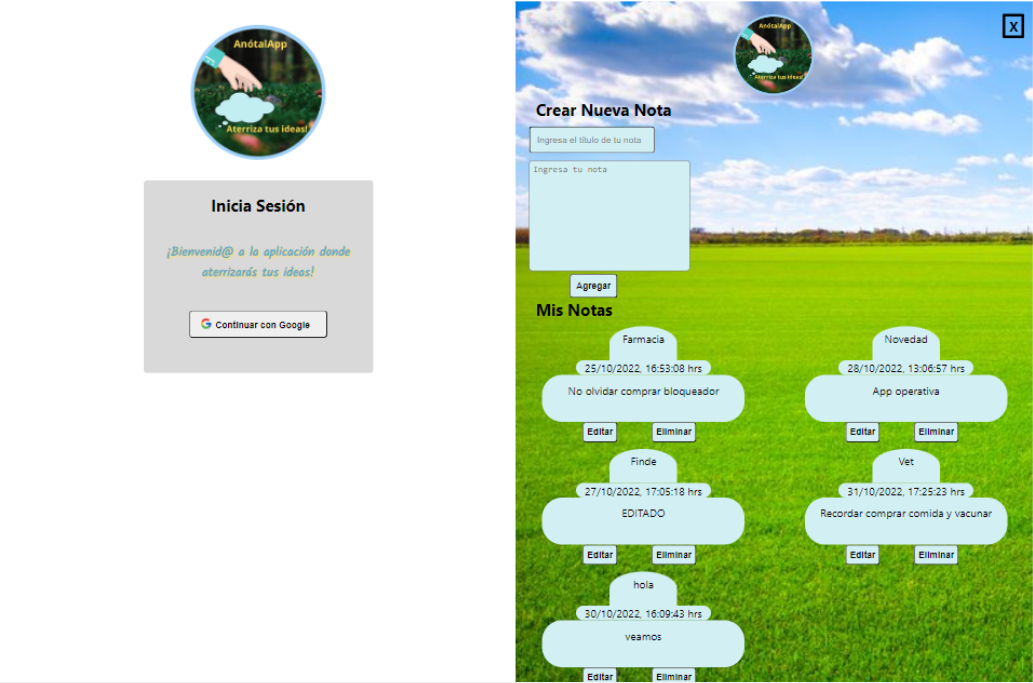 AnótalApp
Aterriza tus ideas!
Inicia Sesión
¡Bienvenid@ a la aplicación donde
aterrizarás tus ideas!
Continuar con Google
X
AnótalApp
Aterriza tus ideas!
Crear Nueva Nota
Ingresa el título de tu nota
Ingresa tu nota
Agregar
Mis Notas
Farmacia
25/10/2022, 16:53:08 hrs
No olvidar comprar bloqueador
Editar Eliminar
Novedad
28/10/2022, 13:06:57 hrs
App operativa
Editar Eliminar
Finde
27/10/2022, 17:05:18 hrs
EDITADO
Editar Eliminar
Vet
31/10/2022, 17:25:23 hrs
Recordar comprar comida y vacunar
Editar Eliminar
hola
30/10/2022, 16:09:43 hrs
veamos
Editar Eliminar